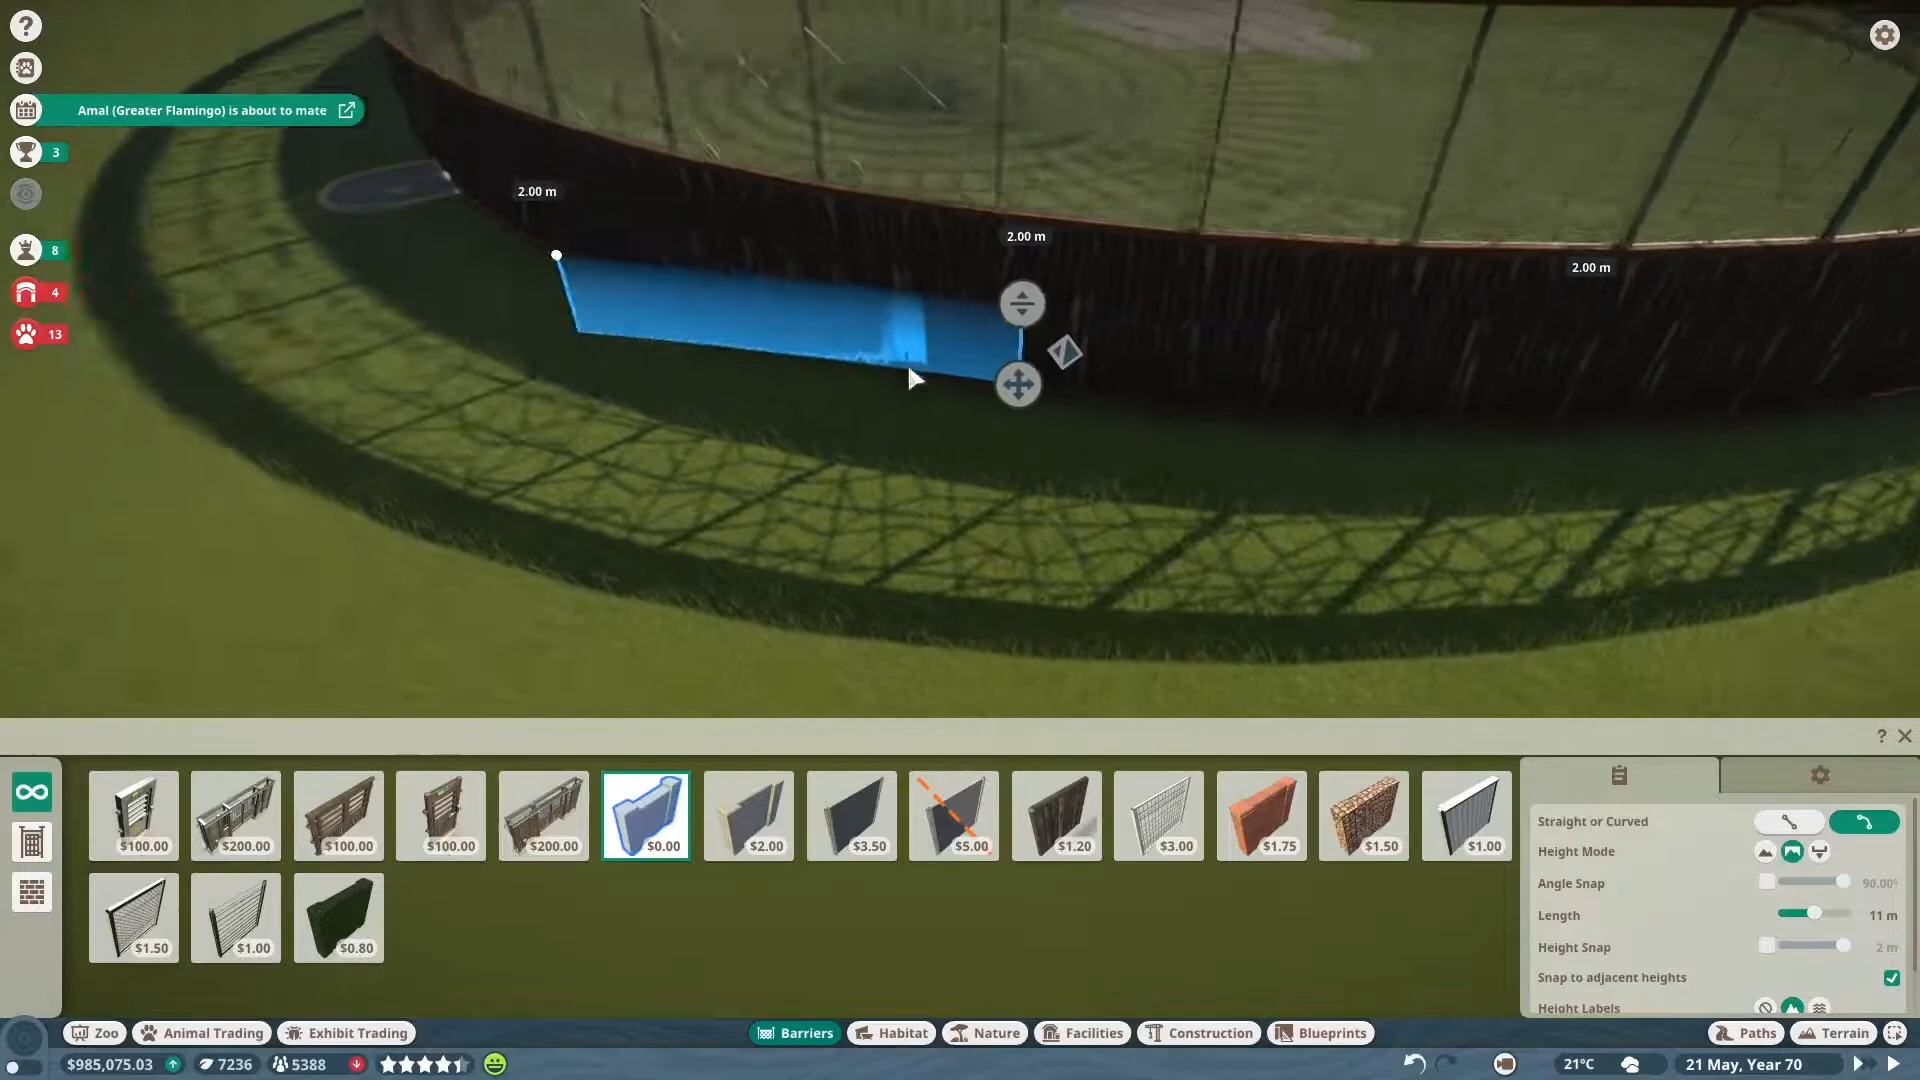 ?
Amal (Greater Flamingo) is about to mate
3
8
4
13
2.00 m
2.00 m
2.00 m
?
$100.00
$200.00
$100.00
$100.00
$200.00
$0.00
$2.00
$3.50
$5.00
$1.20
$3.00
$1.75
$1.50
$1.00
$1.50
$1.00
$0.80
Straight or Curved
Height Mode
Angle Snap
90.00°
Length
11 m
Height Snap
2 m
Snap to adjacent heights
Height Labels
Zoo
Animal Trading
Exhibit Trading
Barriers
Habitat
Nature
Facilities
Construction
Blueprints
Paths
Terrain
$985,075.03
7236
5388
21°C
21 May, Year 70